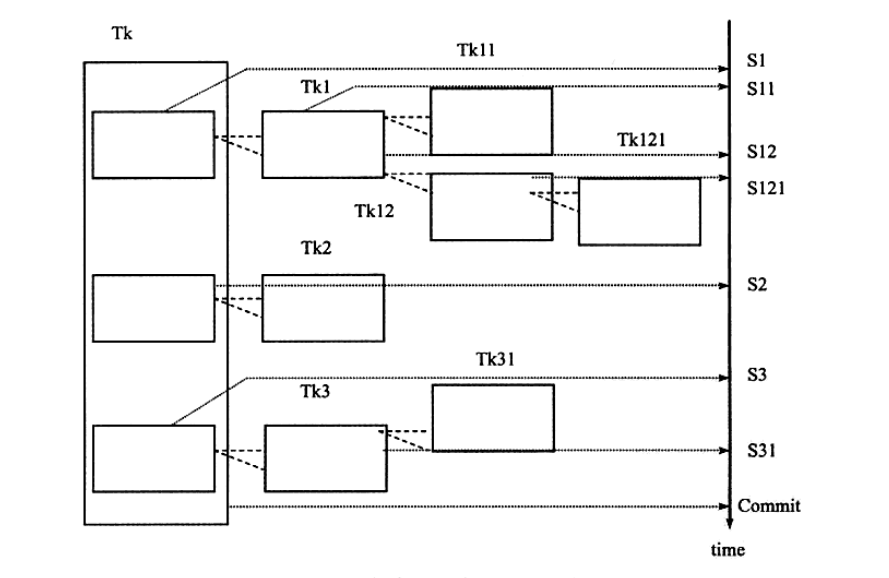 Tk
Tk11
S1
Tk1
S11
Tk121
S12
S121
Tk12
Tk2
S2
Tk31
S3
Tk3
S31
Commit
time